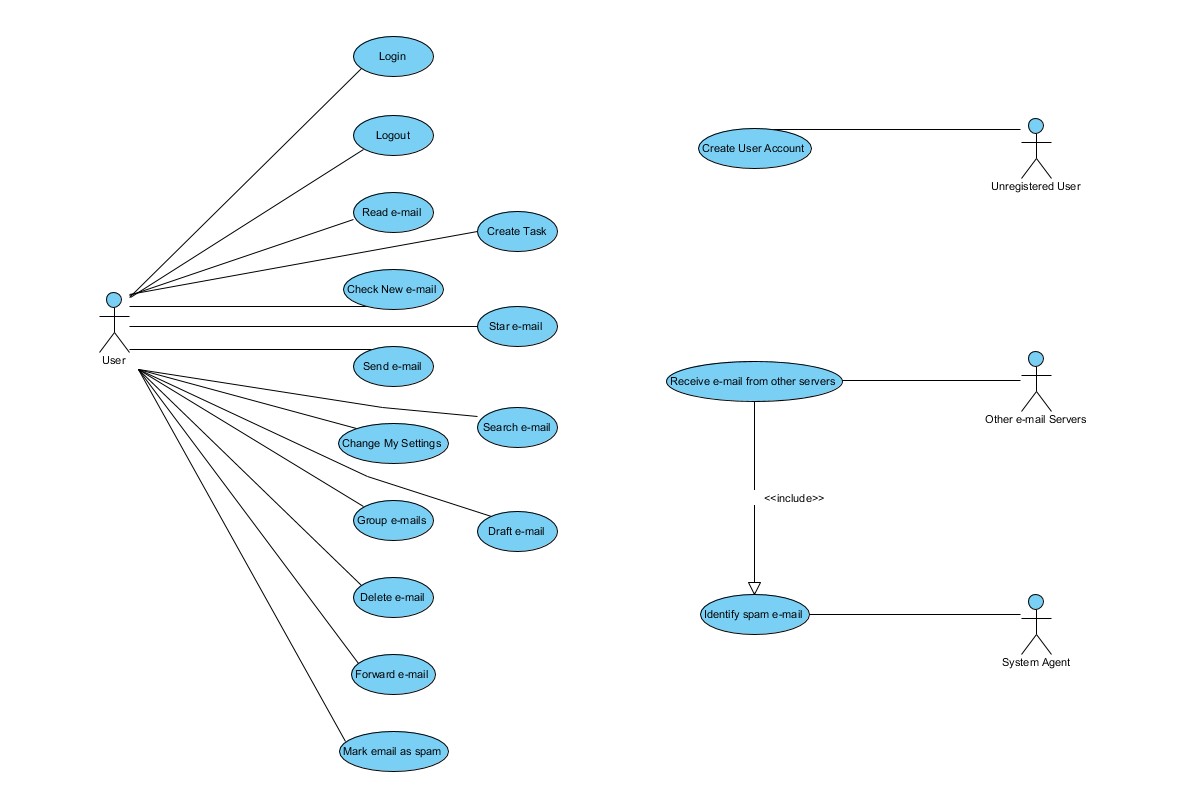 Login
Logout
Create User Account
Unregistered User
Read e-mail
Create Task
Check New e-mail
Star e-mail
User
Send e-mail
Receive e-mail from other servers
Other e-mail Servers
Search e-mail
Change My Settings
<<include>>
Group e-mails
Draft e-mail
Delete e-mail
Identify spam e-mail
System Agent
Forward e-mail
Mark email as spam